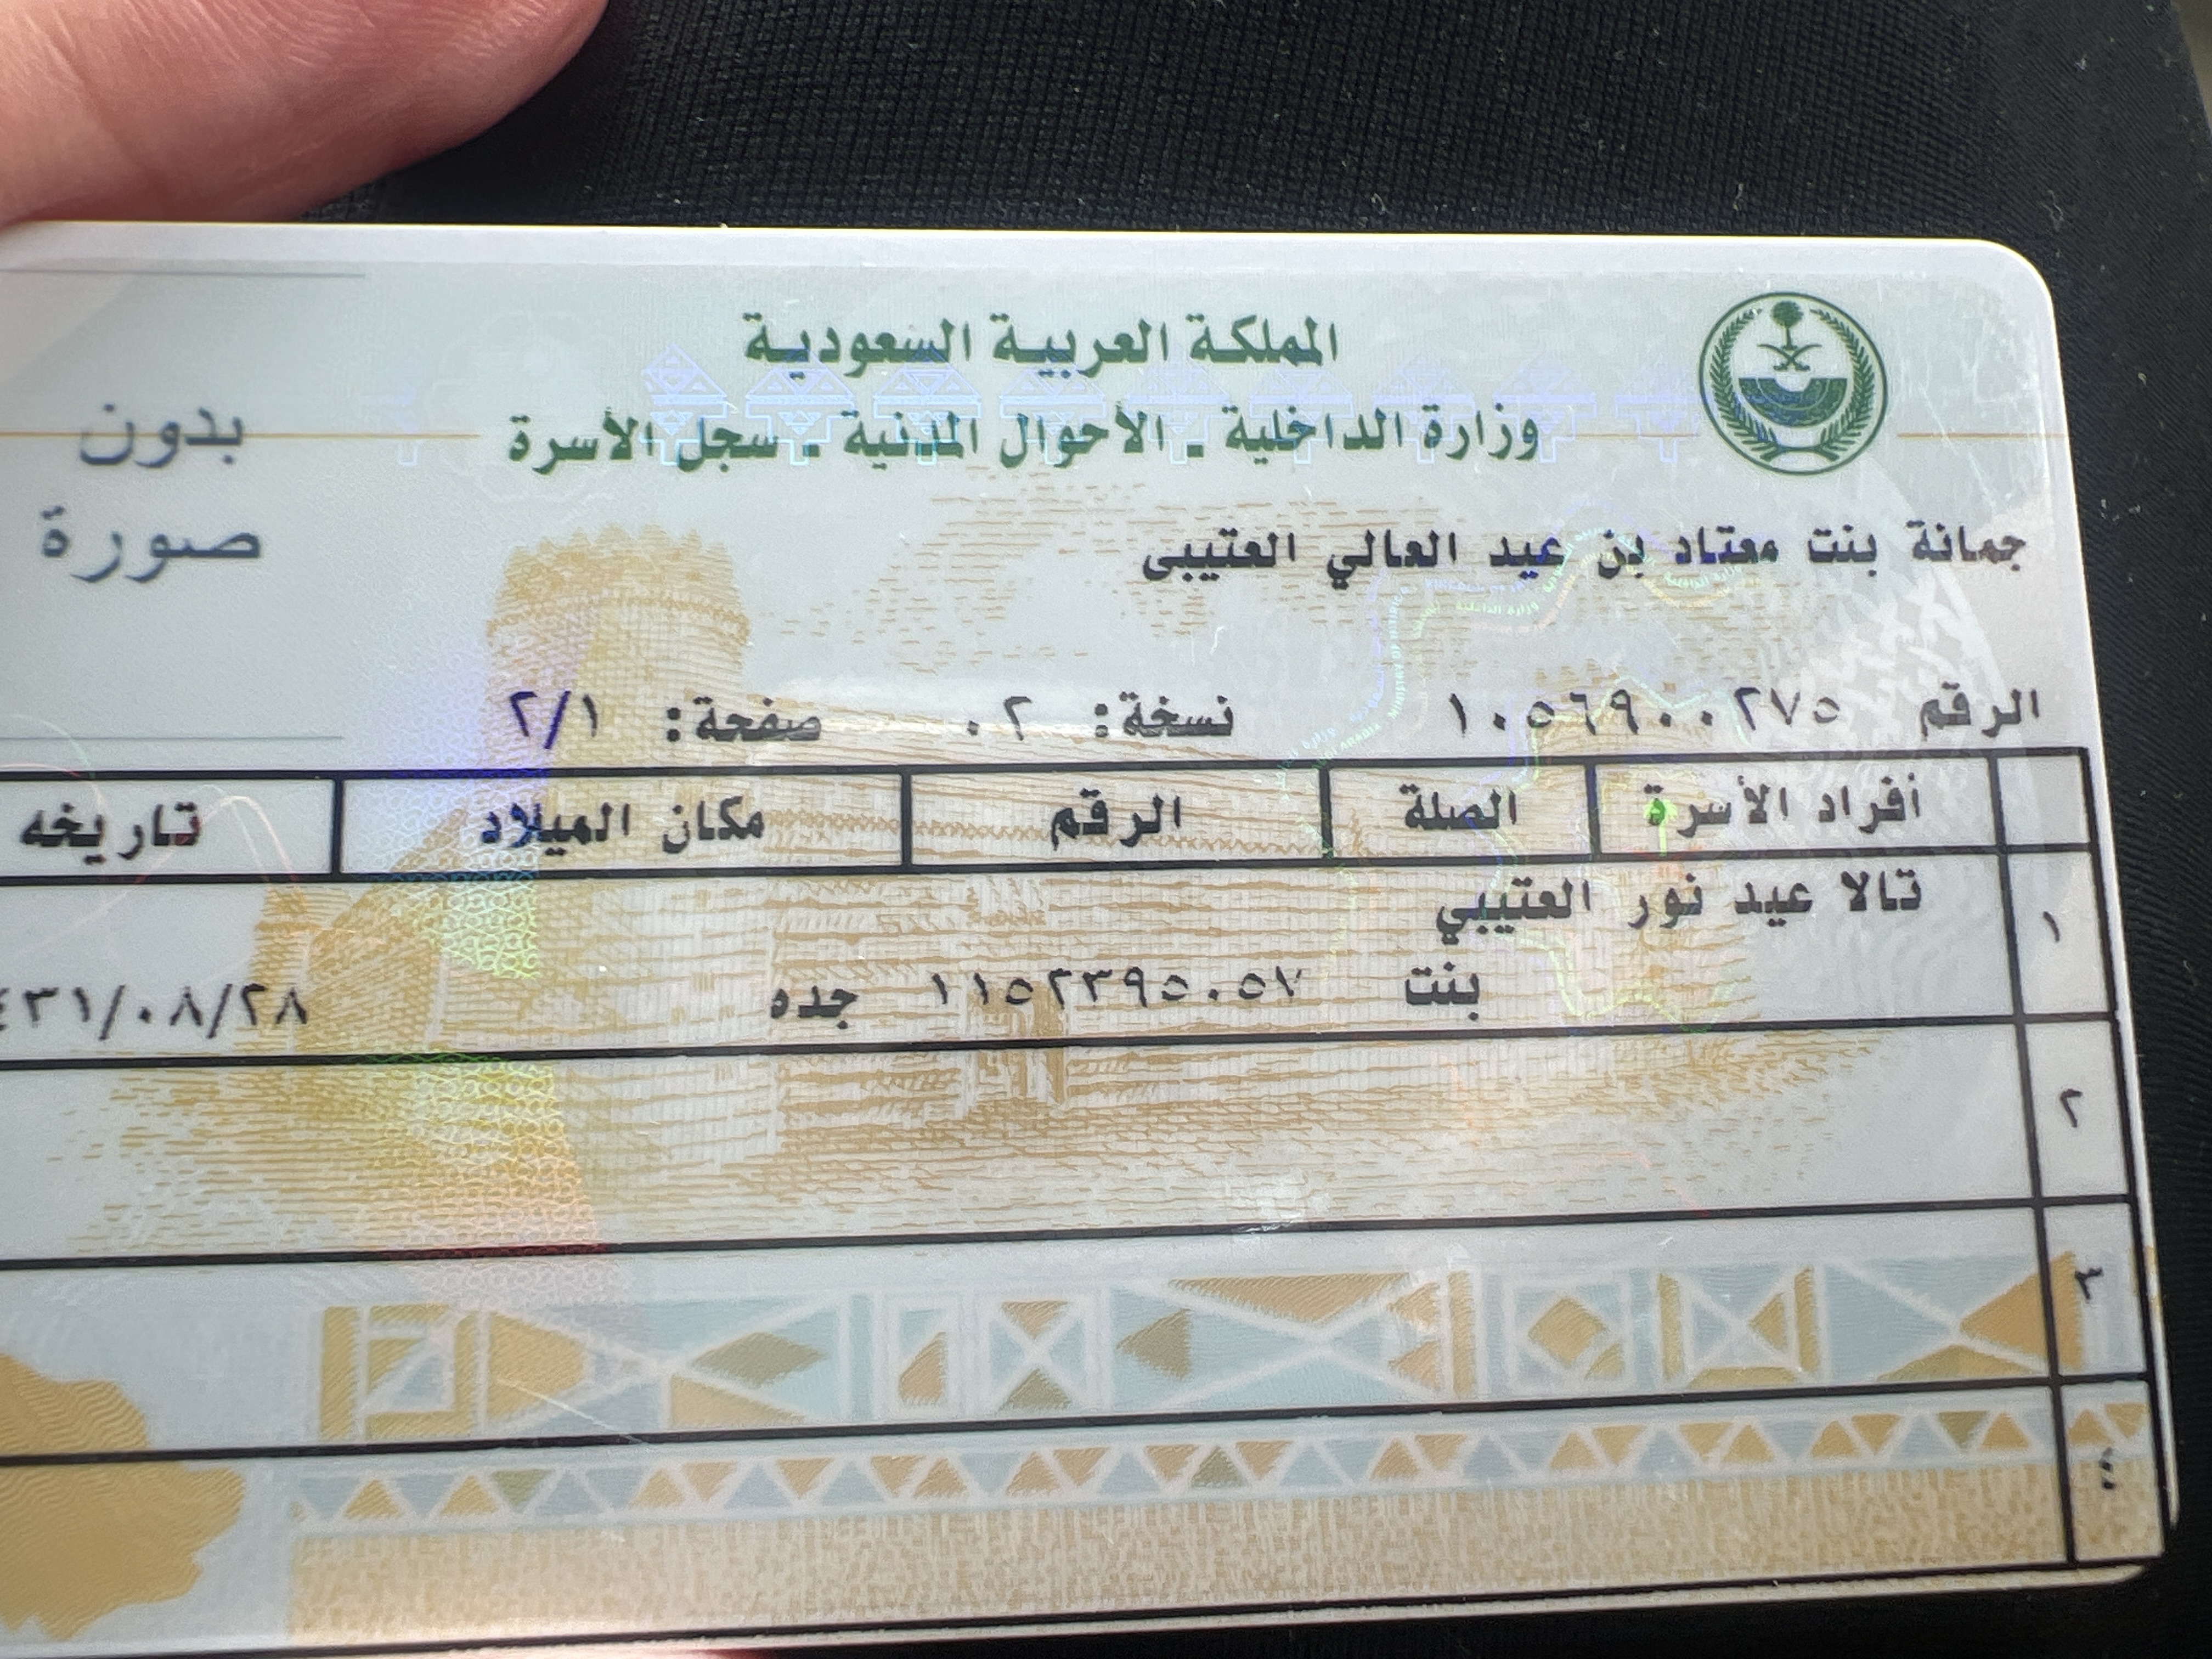 المملكة العربية السعودية
وزارة الداخلية - الأحوال المدنية - سجل الأسرة
بدون
صورة
جمانة بنت معتاد بن عيد العالي العتيبى
الرقم ١٠٥٦٩٠٠٢٧٥ نسخة: ٠٢ صفحة: ٢/١
أفراد الأسرة الصلة الرقم مكان الميلاد تاريخه
١ تالا عيد نور العتيبي
بنت ١١٥٢٣٩٥٠٥٧ جده ٤٣١/٠٨/٢٨
٢
٣
٤